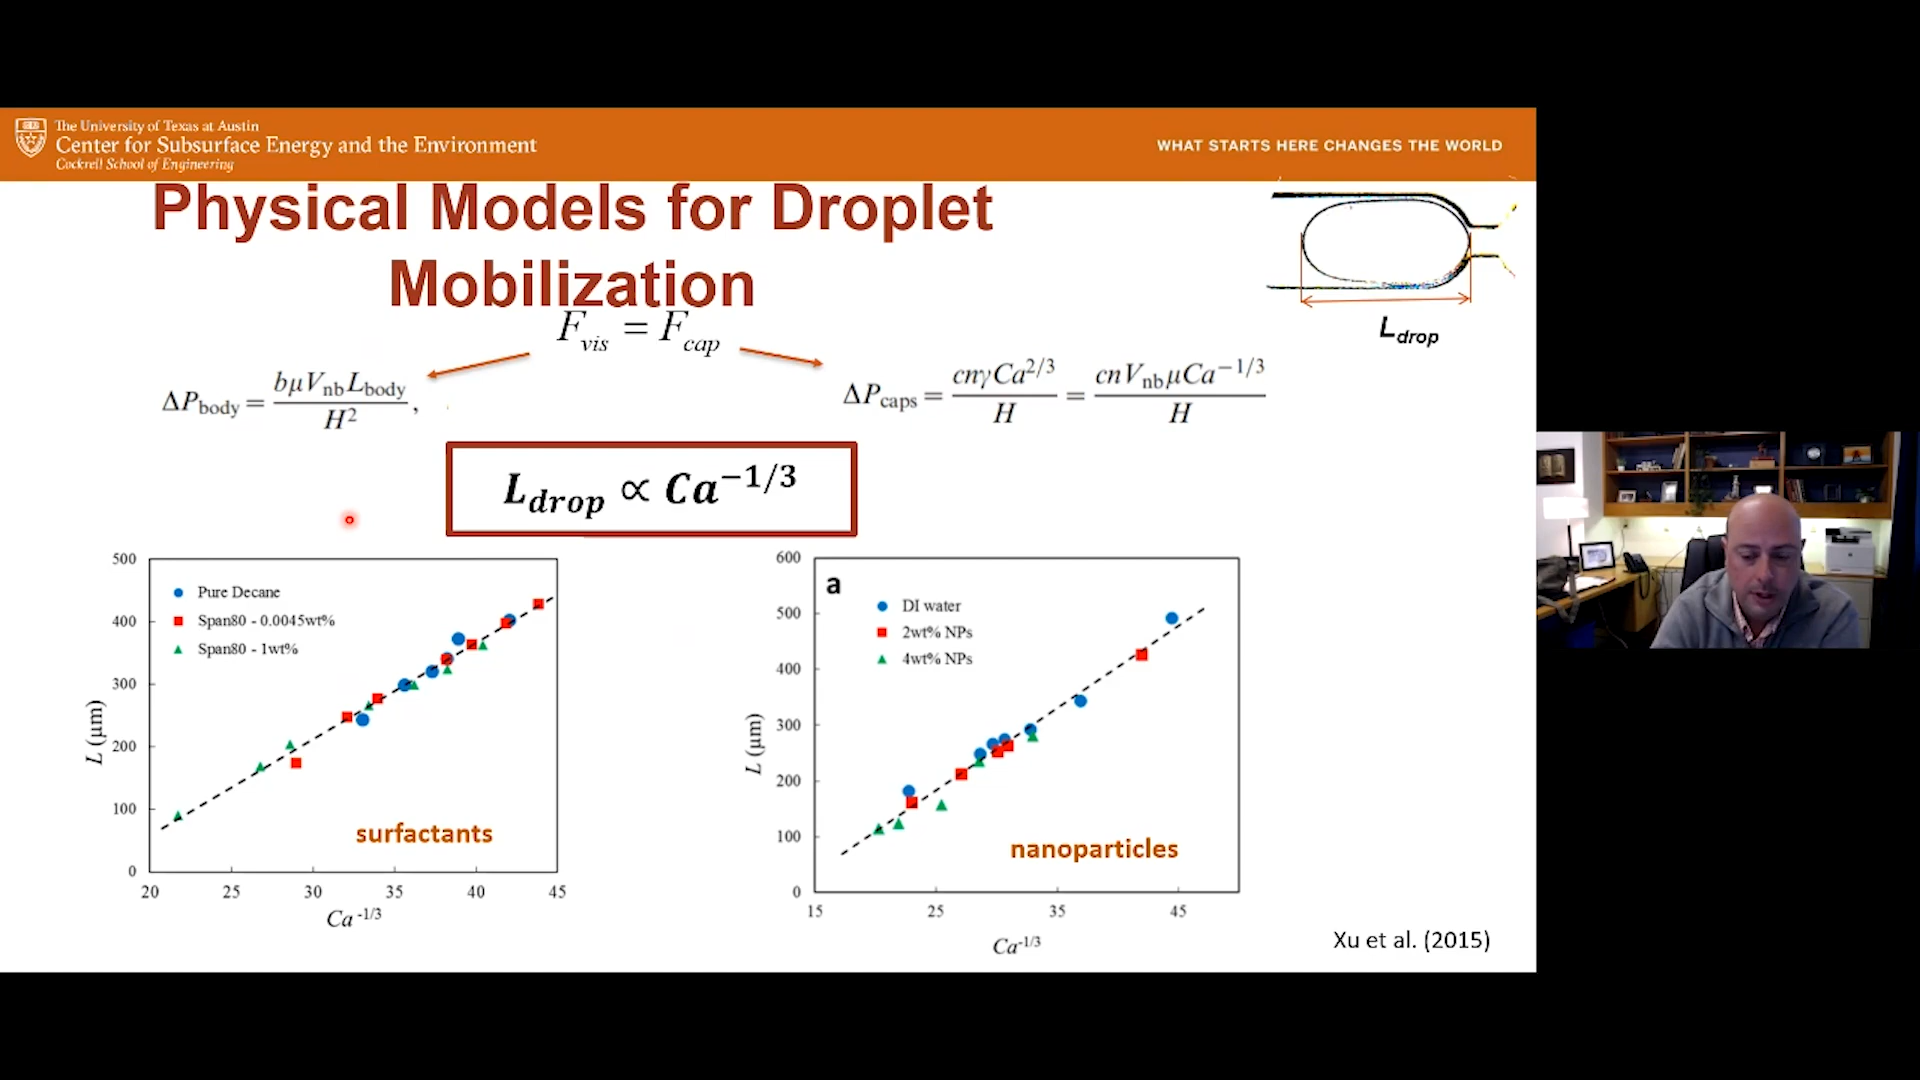 The University of Texas at Austin
Center for Subsurface Energy and the Environment
Cockrell School of Engineering
WHAT STARTS HERE CHANGES THE WORLD
Physical Models for Droplet
Mobilization
F_vis = F_cap
L_drop
ΔP_body = bμV_nb L_body / H²,
ΔP_caps = cnγCa^2/3 / H = cnV_nb μCa^−1/3 / H
L_drop ∝ Ca^−1/3
500
400
300
200
100
0
L (μm)
Pure Decane
Span80 - 0.0045wt%
Span80 - 1wt%
surfactants
20 25 30 35 40 45
Ca^-1/3
600
500
400
300
200
100
0
L (μm)
a
DI water
2wt% NPs
4wt% NPs
nanoparticles
15 25 35 45
Ca^-1/3
Xu et al. (2015)